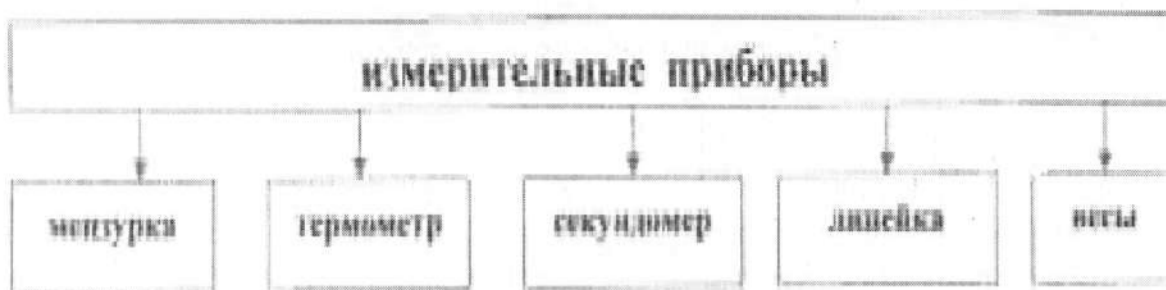 измерительные приборы
мензурка термометр секундомер линейка весы